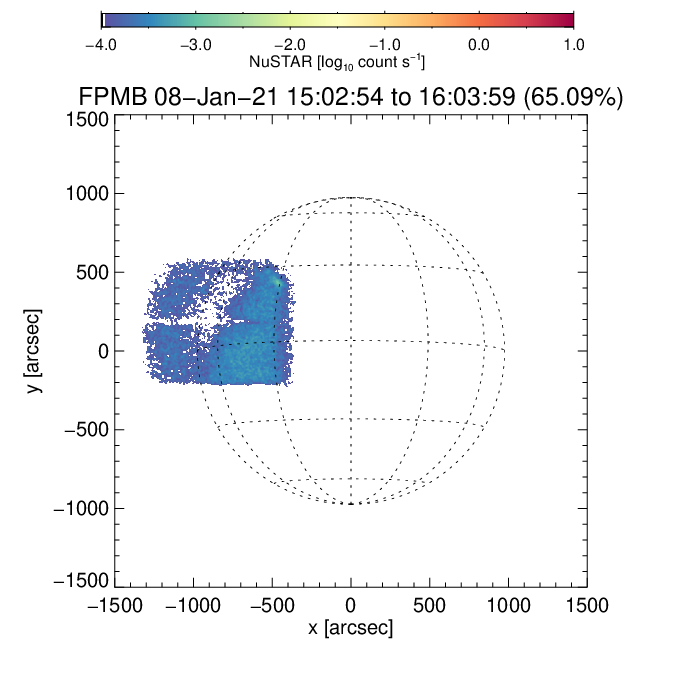 −4.0 −3.0 −2.0 −1.0 0.0 1.0
NuSTAR [log10 count s−1]
FPMB 08−Jan−21 15:02:54 to 16:03:59 (65.09%)
1500
1000
500
0
−500
−1000
−1500
y [arcsec]
−1500 −1000 −500 0 500 1000 1500
x [arcsec]